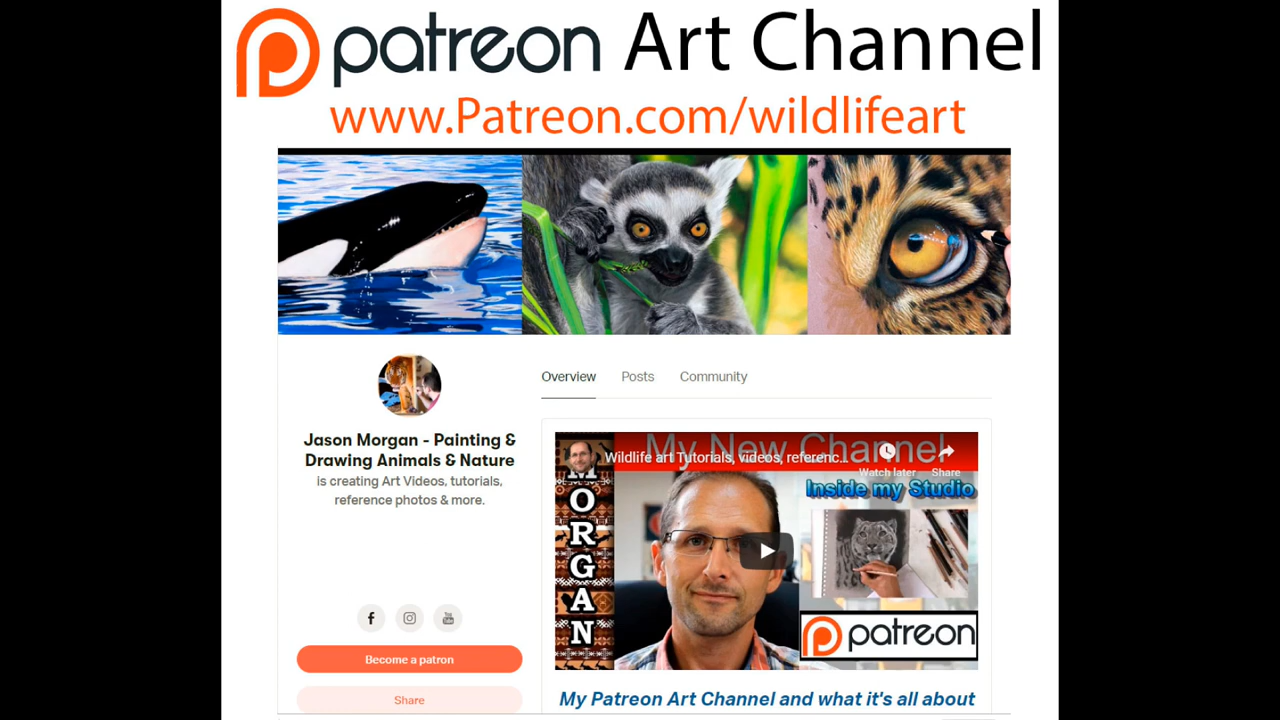 patreon Art Channel
www.Patreon.com/wildlifeart
Overview Posts Community
Jason Morgan - Painting &
Drawing Animals & Nature
is creating Art Videos, tutorials,
reference photos & more.
Become a patron
Share
My New Channel
Wildlife art Tutorials, videos, referenc...
Watch later Share
MORGAN
Inside my Studio
patreon
My Patreon Art Channel and what it's all about